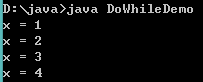 D:\java>java DoWhileDemo
x = 1
x = 2
x = 3
x = 4